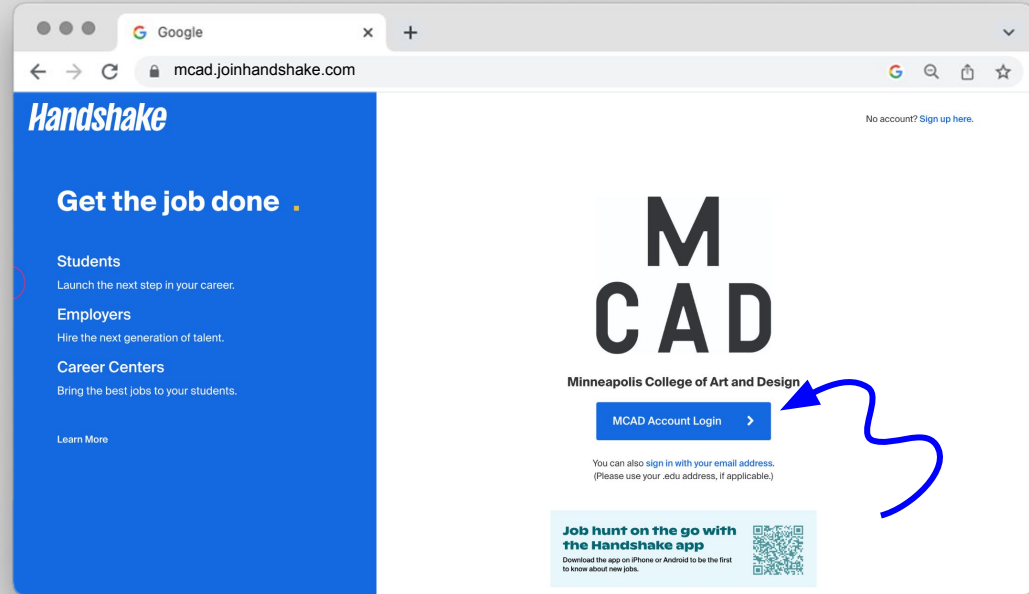 Google
mcad.joinhandshake.com
Handshake
No account? Sign up here.
Get the job done .
Students
Launch the next step in your career.
Employers
Hire the next generation of talent.
Career Centers
Bring the best jobs to your students.
Learn More
M
CAD
Minneapolis College of Art and Design
MCAD Account Login
You can also sign in with your email address.
(Please use your .edu address, if applicable.)
Job hunt on the go with
the Handshake app
Download the app on iPhone or Android to be the first
to know about new jobs.